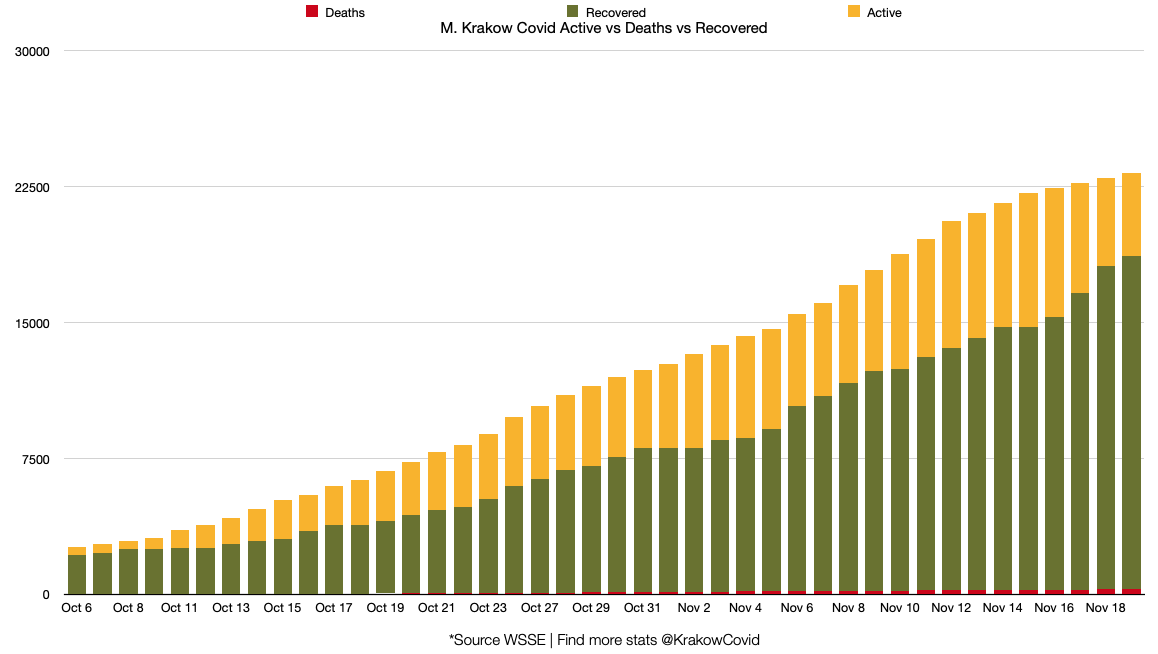 Deaths Recovered Active
M. Krakow Covid Active vs Deaths vs Recovered
30000
22500
15000
7500
0
Oct 6 Oct 8 Oct 11 Oct 13 Oct 15 Oct 17 Oct 19 Oct 21 Oct 23 Oct 27 Oct 29 Oct 31 Nov 2 Nov 4 Nov 6 Nov 8 Nov 10 Nov 12 Nov 14 Nov 16 Nov 18
*Source WSSE | Find more stats @KrakowCovid